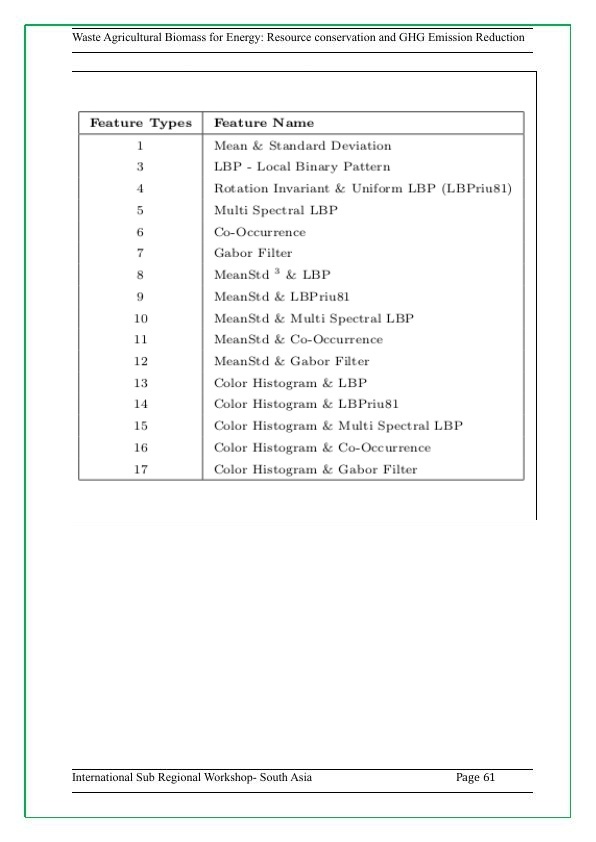 Waste Agricultural Biomass for Energy: Resource conservation and GHG Emission Reduction
Feature Types Feature Name
1 Mean & Standard Deviation
3 LBP - Local Binary Pattern
4 Rotation Invariant & Uniform LBP (LBPriu81)
5 Multi Spectral LBP
6 Co-Occurrence
7 Gabor Filter
8 MeanStd ³ & LBP
9 MeanStd & LBPriu81
10 MeanStd & Multi Spectral LBP
11 MeanStd & Co-Occurrence
12 MeanStd & Gabor Filter
13 Color Histogram & LBP
14 Color Histogram & LBPriu81
15 Color Histogram & Multi Spectral LBP
16 Color Histogram & Co-Occurrence
17 Color Histogram & Gabor Filter
International Sub Regional Workshop- South Asia Page 61